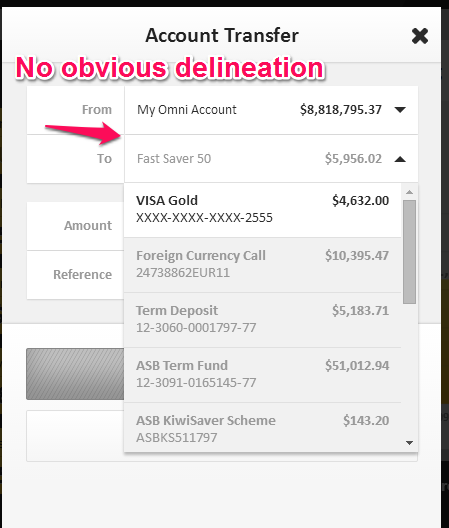 Account Transfer
No obvious delineation
From My Omni Account $8,818,795.37
To Fast Saver 50 $5,956.02
VISA Gold $4,632.00
XXXX-XXXX-XXXX-2555
Amount
Foreign Currency Call $10,395.47
24738862EUR11
Reference
Term Deposit $5,183.71
12-3060-0001797-77
ASB Term Fund $51,012.94
12-3091-0165145-77
ASB KiwiSaver Scheme $143.20
ASBKS511797